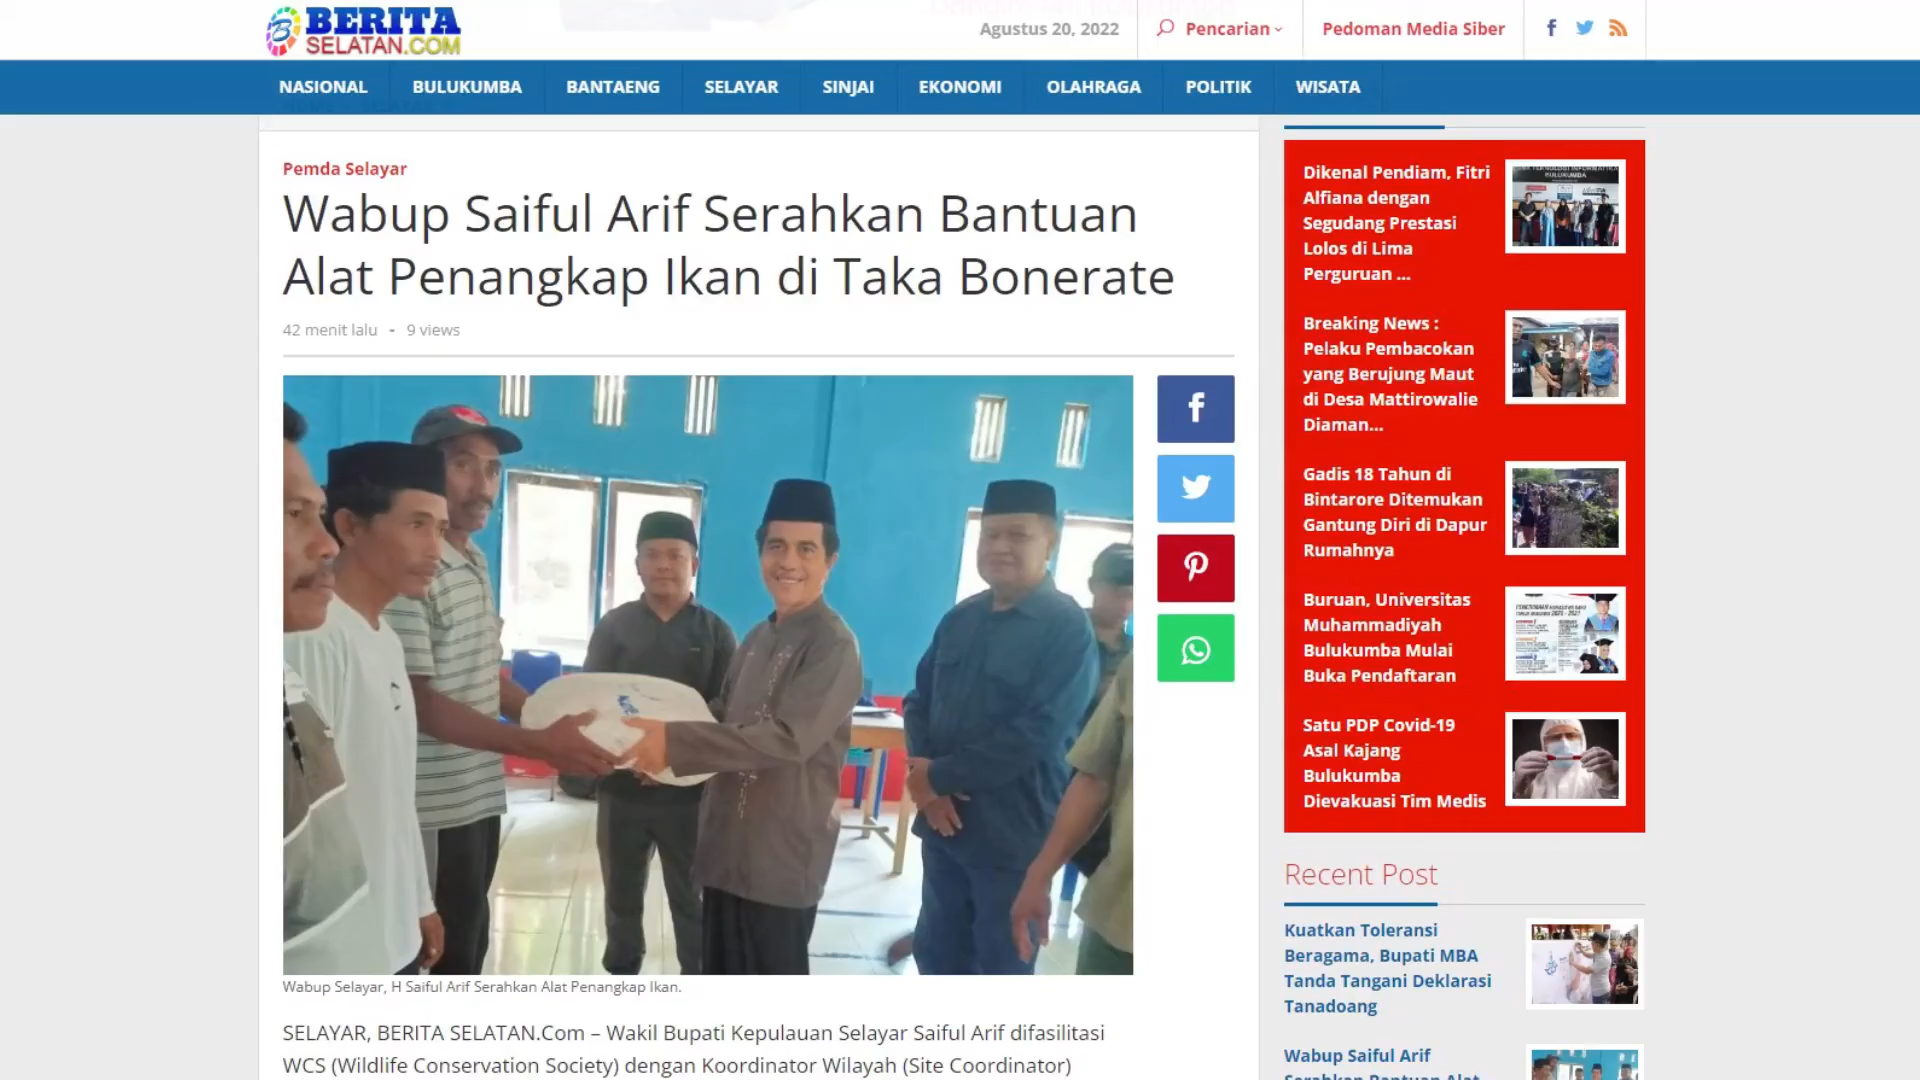 BERITA
SELATAN.COM
Agustus 20, 2022
Pencarian
Pedoman Media Siber
NASIONAL
BULUKUMBA
BANTAENG
SELAYAR
SINJAI
EKONOMI
OLAHRAGA
POLITIK
WISATA
Pemda Selayar
Wabup Saiful Arif Serahkan Bantuan
Alat Penangkap Ikan di Taka Bonerate
42 menit lalu - 9 views
Wabup Selayar, H Saiful Arif Serahkan Alat Penangkap Ikan.
SELAYAR, BERITA SELATAN.Com – Wakil Bupati Kepulauan Selayar Saiful Arif difasilitasi
WCS (Wildlife Conservation Society) dengan Koordinator Wilayah (Site Coordinator)
Dikenal Pendiam, Fitri
Alfiana dengan
Segudang Prestasi
Lolos di Lima
Perguruan ...
Breaking News :
Pelaku Pembacokan
yang Berujung Maut
di Desa Mattirowalie
Diaman...
Gadis 18 Tahun di
Bintarore Ditemukan
Gantung Diri di Dapur
Rumahnya
Buruan, Universitas
Muhammadiyah
Bulukumba Mulai
Buka Pendaftaran
Satu PDP Covid-19
Asal Kajang
Bulukumba
Dievakuasi Tim Medis
Recent Post
Kuatkan Toleransi
Beragama, Bupati MBA
Tanda Tangani Deklarasi
Tanadoang
Wabup Saiful Arif
Serahkan Bantuan Alat